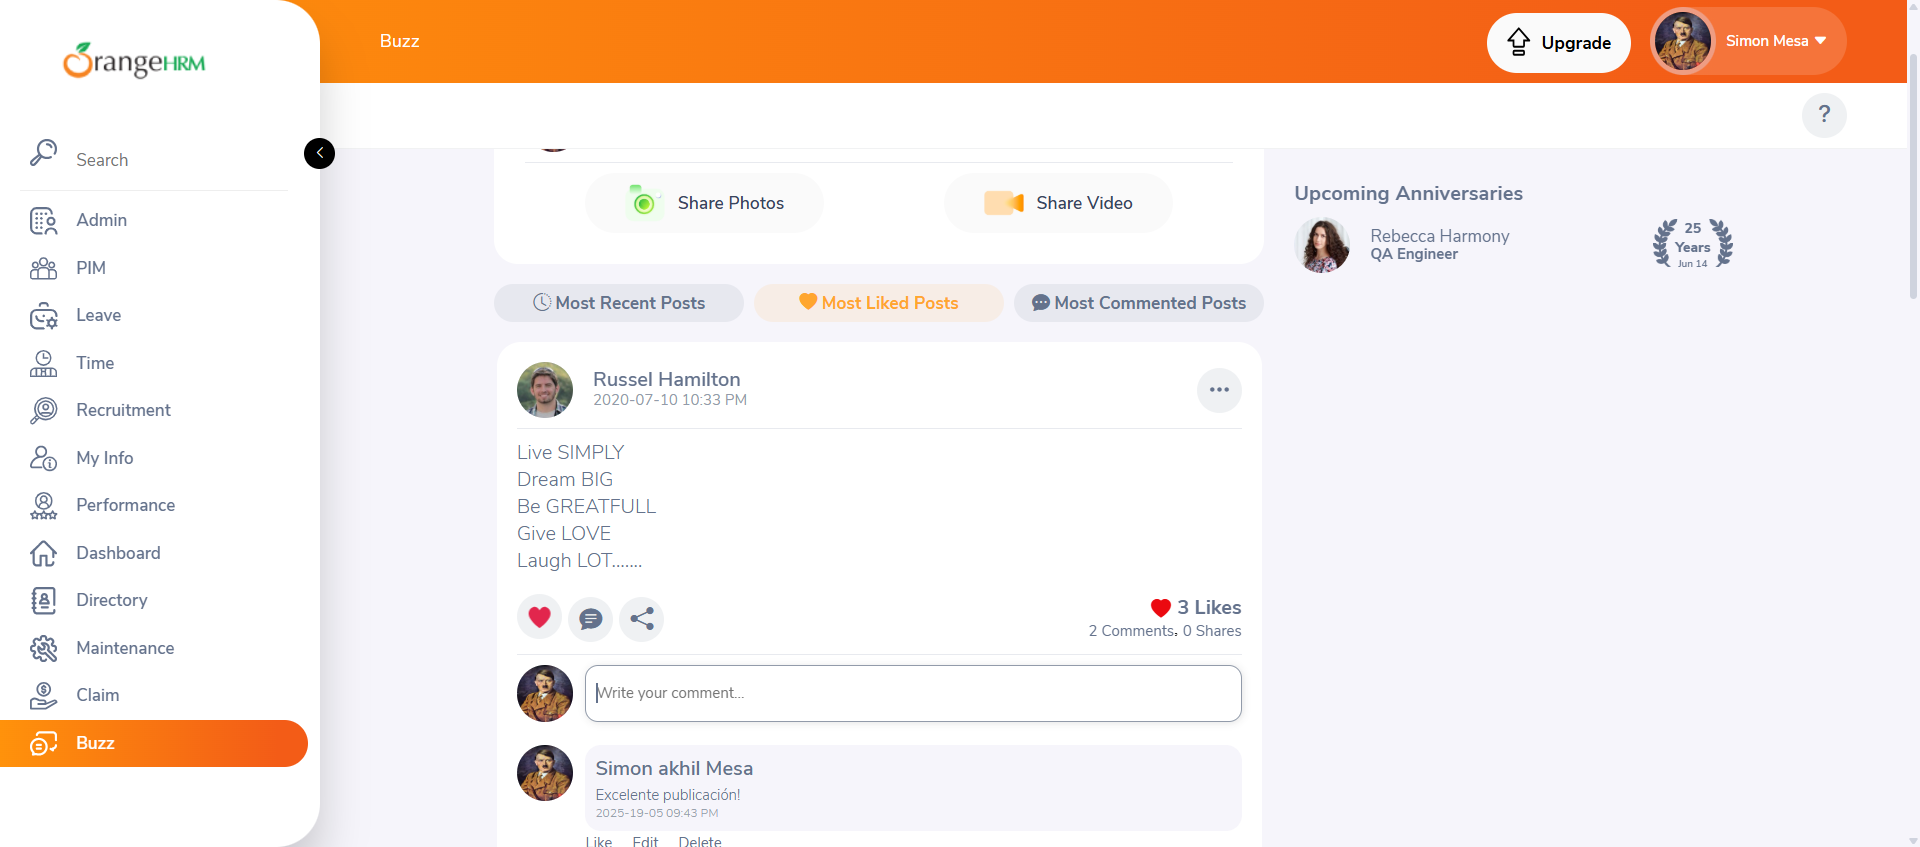 OrangeHRM
Search
Admin
PIM
Leave
Time
Recruitment
My Info
Performance
Dashboard
Directory
Maintenance
Claim
Buzz
Buzz
Upgrade
Simon Mesa
?
Share Photos
Share Video
Most Recent Posts
Most Liked Posts
Most Commented Posts
Russel Hamilton
2020-07-10 10:33 PM
Live SIMPLY
Dream BIG
Be GREATFULL
Give LOVE
Laugh LOT.......
3 Likes
2 Comments, 0 Shares
Write your comment...
Simon akhil Mesa
Excelente publicación!
2025-19-05 09:43 PM
Like Edit Delete
Upcoming Anniversaries
Rebecca Harmony
QA Engineer
25
Years
Jun 14